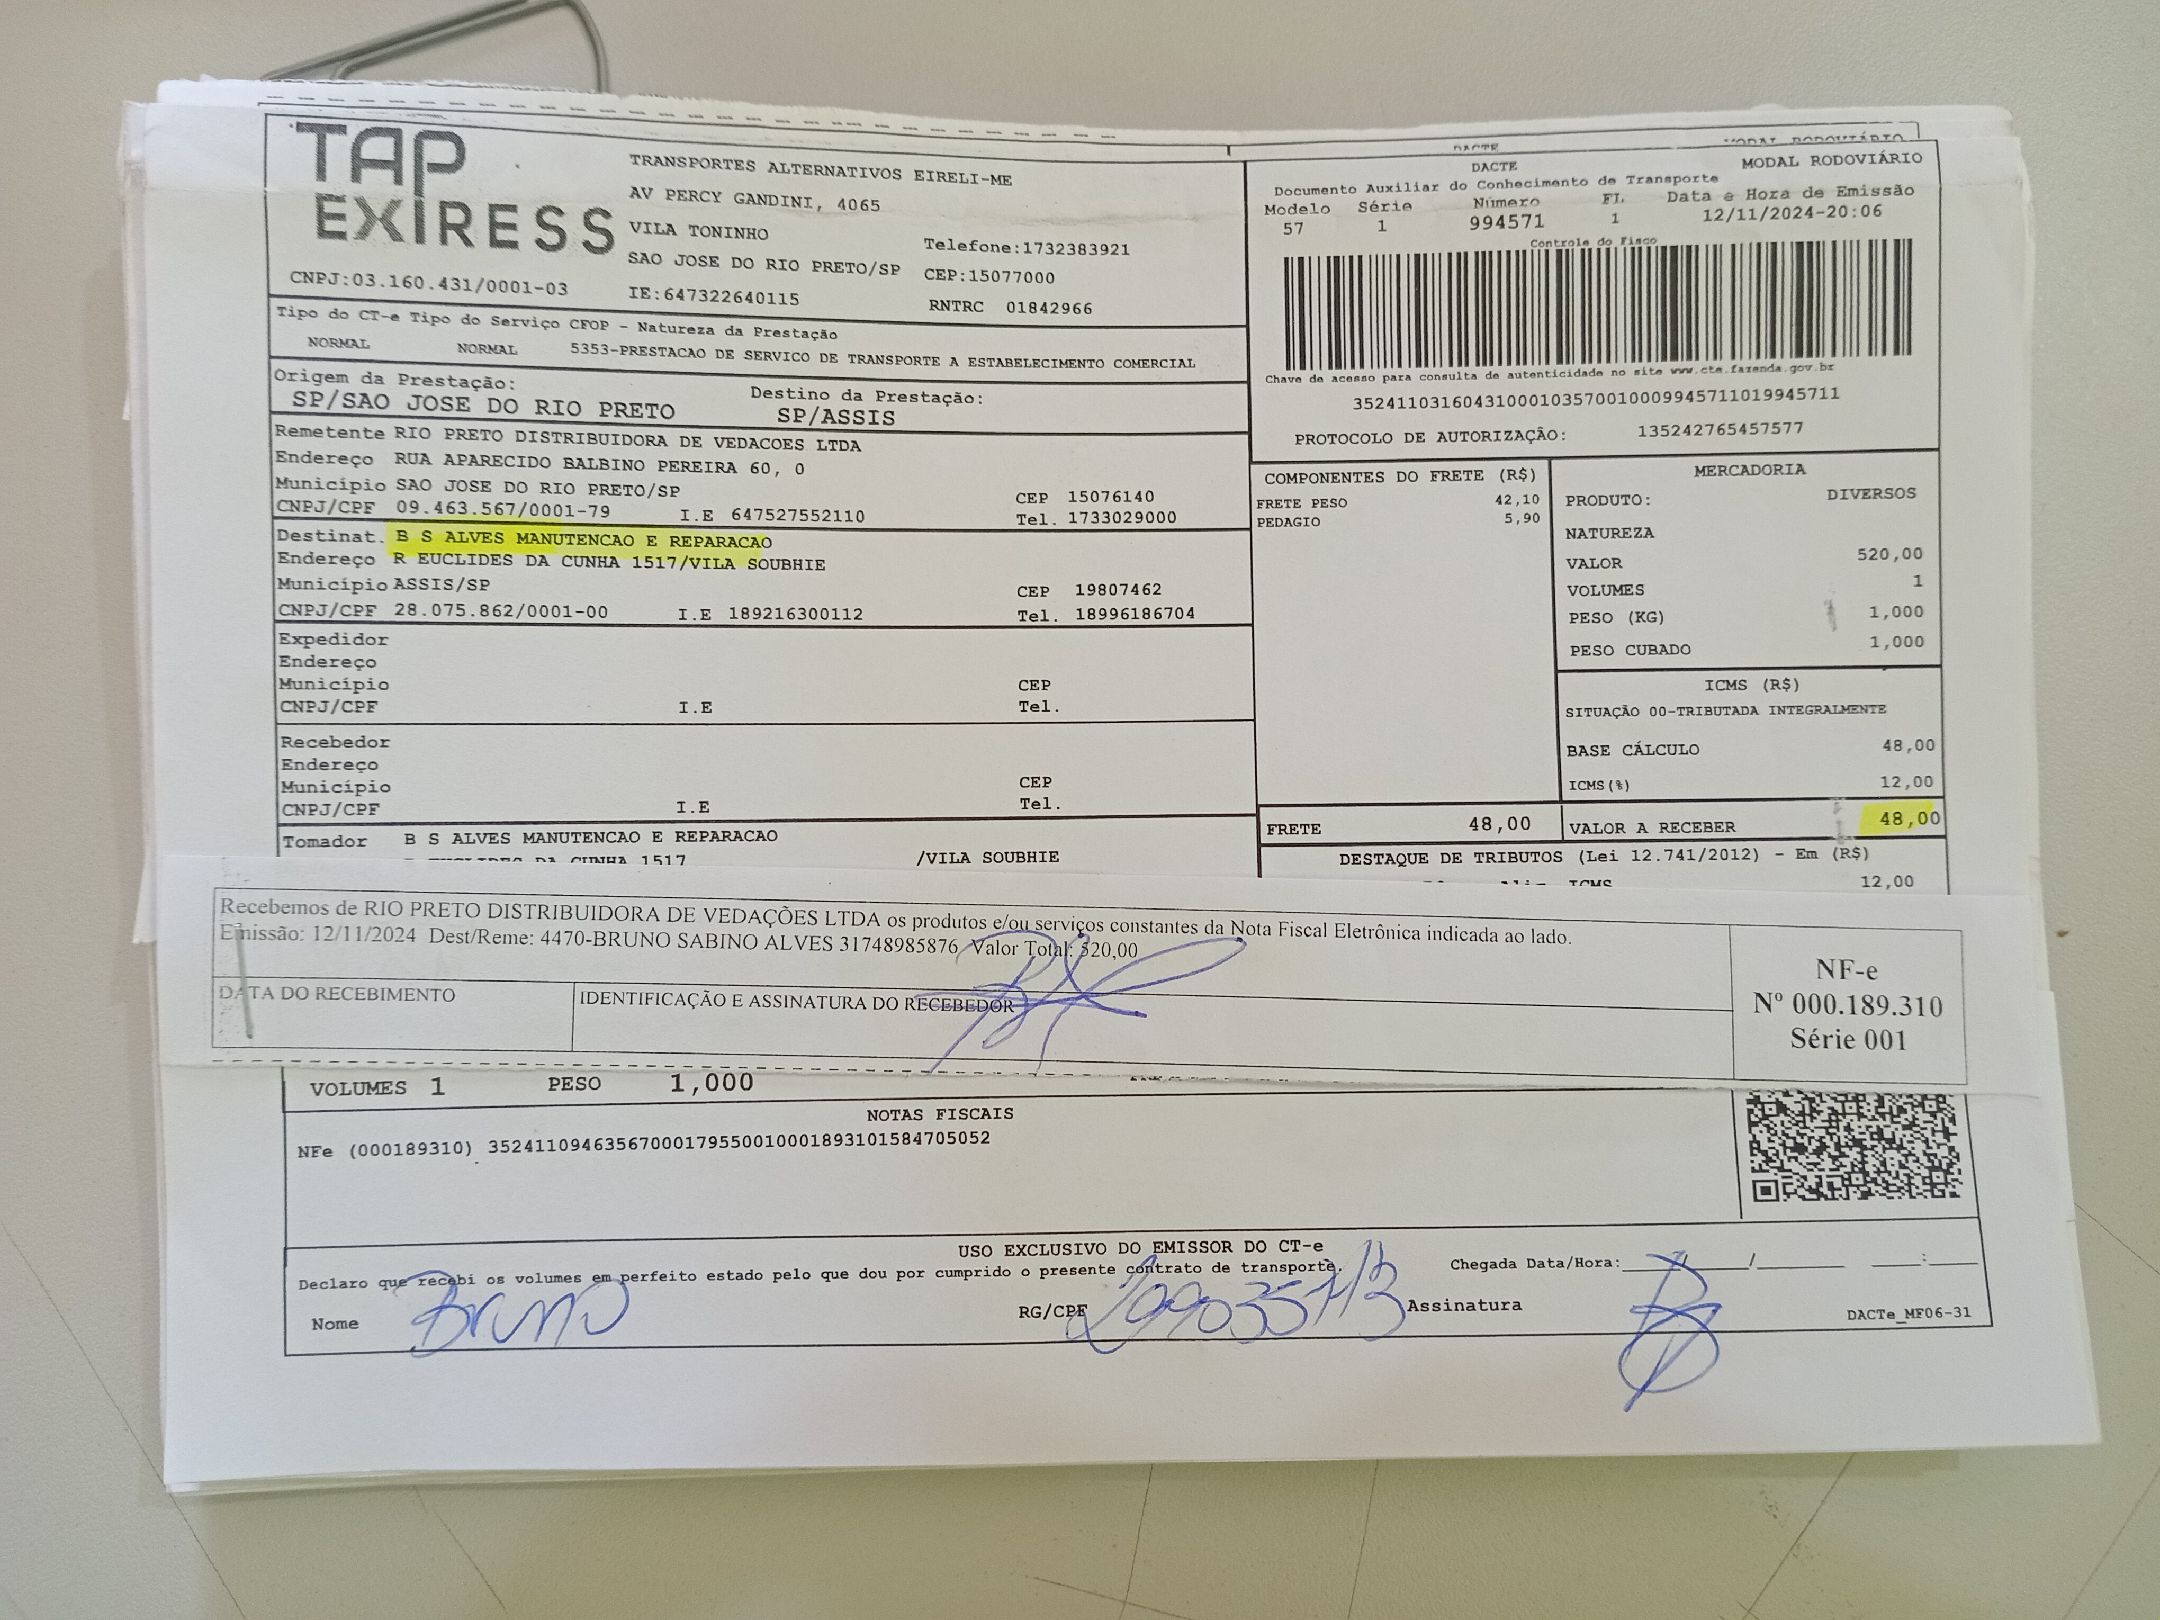 TAP
EXPRESS
TRANSPORTES ALTERNATIVOS EIRELI-ME
AV PERCY GANDINI, 4065
VILA TONINHO
Telefone:1732383921
SAO JOSE DO RIO PRETO/SP CEP:15077000
CNPJ:03.160.431/0001-03 IE:647322640115 RNTRC 01842966
MODAL RODOVIÁRIO
DACTE
DACTE MODAL RODOVIÁRIO
Documento Auxiliar do Conhecimento de Transporte
Modelo Série Número FL Data e Hora de Emissão
57 1 994571 1 12/11/2024-20:06
Controle do Fisco
Chave de acesso para consulta de autenticidade no site www.cte.fazenda.gov.br
35241103160431000103570010009945711019945711
PROTOCOLO DE AUTORIZAÇÃO: 135242765457577
Tipo do CT-e Tipo do Serviço CFOP - Natureza da Prestação
NORMAL NORMAL 5353-PRESTACAO DE SERVICO DE TRANSPORTE A ESTABELECIMENTO COMERCIAL
Origem da Prestação: Destino da Prestação:
SP/SAO JOSE DO RIO PRETO SP/ASSIS
Remetente RIO PRETO DISTRIBUIDORA DE VEDACOES LTDA
Endereço RUA APARECIDO BALBINO PEREIRA 60, 0
Município SAO JOSE DO RIO PRETO/SP CEP 15076140
CNPJ/CPF 09.463.567/0001-79 I.E 647527552110 Tel. 1733029000
Destinat. B S ALVES MANUTENCAO E REPARACAO
Endereço R EUCLIDES DA CUNHA 1517/VILA SOUBHIE
Município ASSIS/SP CEP 19807462
CNPJ/CPF 28.075.862/0001-00 I.E 189216300112 Tel. 18996186704
Expedidor
Endereço
Município CEP
CNPJ/CPF I.E Tel.
Recebedor
Endereço
Município CEP
CNPJ/CPF I.E Tel.
Tomador B S ALVES MANUTENCAO E REPARACAO
EUCLIDES DA CUNHA 1517 /VILA SOUBHIE
COMPONENTES DO FRETE (R$)
FRETE PESO 42,10
PEDAGIO 5,90
MERCADORIA
PRODUTO: DIVERSOS
NATUREZA
VALOR 520,00
VOLUMES 1
PESO (KG) 1,000
PESO CUBADO 1,000
ICMS (R$)
SITUAÇÃO 00-TRIBUTADA INTEGRALMENTE
BASE CÁLCULO 48,00
ICMS(%) 12,00
FRETE 48,00 VALOR A RECEBER 48,00
DESTAQUE DE TRIBUTOS (Lei 12.741/2012) - Em (R$)
ICMS 12,00
Recebemos de RIO PRETO DISTRIBUIDORA DE VEDAÇÕES LTDA os produtos e/ou serviços constantes da Nota Fiscal Eletrônica indicada ao lado.
Emissão: 12/11/2024 Dest/Reme: 4470-BRUNO SABINO ALVES 31748985876 Valor Total: 520,00
DATA DO RECEBIMENTO IDENTIFICAÇÃO E ASSINATURA DO RECEBEDOR
NF-e
Nº 000.189.310
Série 001
VOLUMES 1 PESO 1,000
NOTAS FISCAIS
NFe (000189310) 35241109463567000179550010001893101584705052
USO EXCLUSIVO DO EMISSOR DO CT-e
Declaro que recebi os volumes em perfeito estado pelo que dou por cumprido o presente contrato de transporte. Chegada Data/Hora:
Nome Bruno RG/CPF Assinatura
DACTe_MF06-31